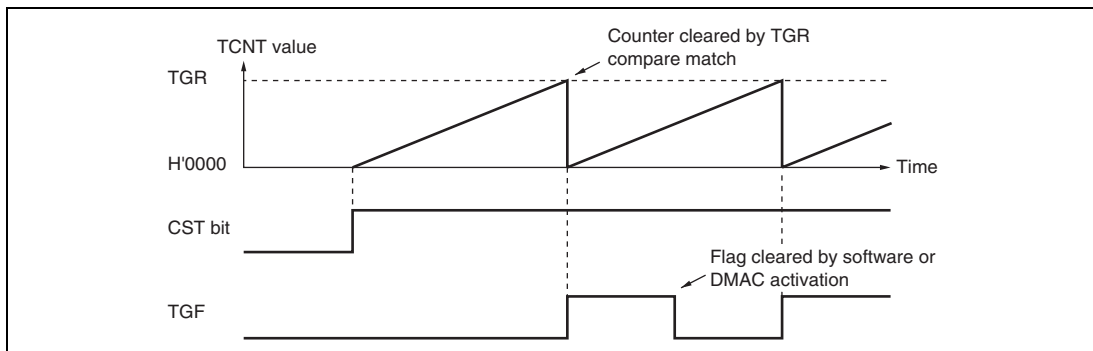 Counter cleared by TGR
compare match
TCNT value
TGR
H'0000
Time
CST bit
Flag cleared by software or
DMAC activation
TGF